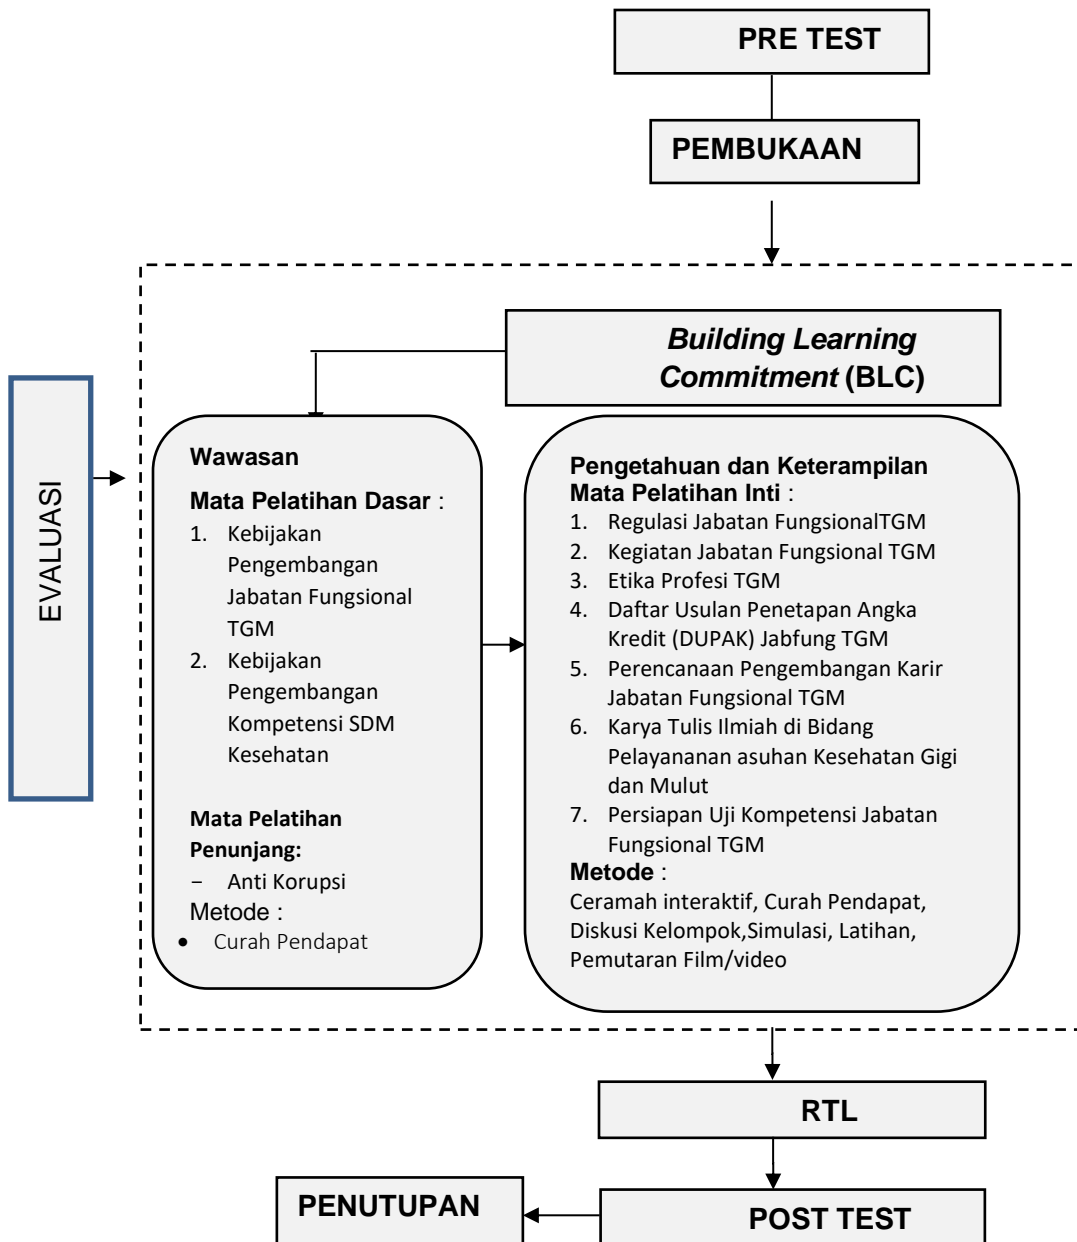 PRE TEST
PEMBUKAAN
Building Learning
Commitment (BLC)
EVALUASI
Wawasan
Mata Pelatihan Dasar :
1. Kebijakan
Pengembangan
Jabatan Fungsional
TGM
2. Kebijakan
Pengembangan
Kompetensi SDM
Kesehatan
Mata Pelatihan
Penunjang:
− Anti Korupsi
Metode :
• Curah Pendapat
Pengetahuan dan Keterampilan
Mata Pelatihan Inti :
1. Regulasi Jabatan FungsionalTGM
2. Kegiatan Jabatan Fungsional TGM
3. Etika Profesi TGM
4. Daftar Usulan Penetapan Angka
Kredit (DUPAK) Jabfung TGM
5. Perencanaan Pengembangan Karir
Jabatan Fungsional TGM
6. Karya Tulis Ilmiah di Bidang
Pelayananan asuhan Kesehatan Gigi
dan Mulut
7. Persiapan Uji Kompetensi Jabatan
Fungsional TGM
Metode :
Ceramah interaktif, Curah Pendapat,
Diskusi Kelompok,Simulasi, Latihan,
Pemutaran Film/video
RTL
POST TEST
PENUTUPAN